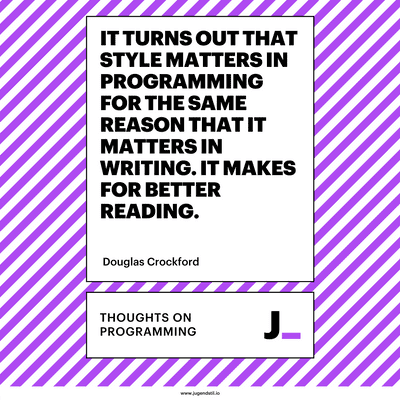 IT TURNS OUT THAT
STYLE MATTERS IN
PROGRAMMING
FOR THE SAME
REASON THAT IT
MATTERS IN
WRITING. IT MAKES
FOR BETTER
READING.
Douglas Crockford
THOUGHTS ON
PROGRAMMING
J_
www.jugendstil.io